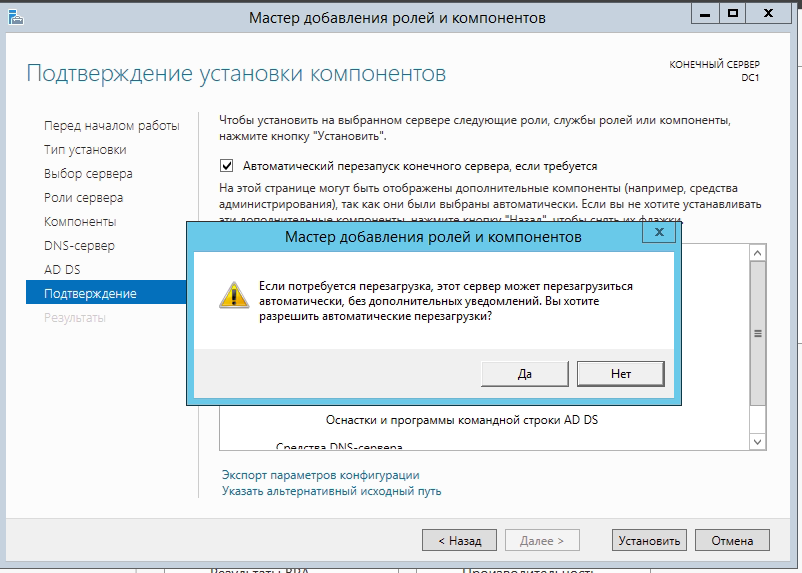 Мастер добавления ролей и компонентов
Подтверждение установки компонентов
КОНЕЧНЫЙ СЕРВЕР
DC1
Перед началом работы
Тип установки
Выбор сервера
Роли сервера
Компоненты
DNS-сервер
AD DS
Подтверждение
Результаты
Чтобы установить на выбранном сервере следующие роли, службы ролей или компоненты,
нажмите кнопку "Установить".
Автоматический перезапуск конечного сервера, если требуется
На этой странице могут быть отображены дополнительные компоненты (например, средства
администрирования), так как они были выбраны автоматически. Если вы не хотите устанавливать
эти дополнительные компоненты, нажмите кнопку "Назад", чтобы снять их флажки.
Мастер добавления ролей и компонентов
Если потребуется перезагрузка, этот сервер может перезагрузиться
автоматически, без дополнительных уведомлений. Вы хотите
разрешить автоматические перезагрузки?
Да
Нет
Оснастки и программы командной строки AD DS
Средства DNS-сервера
Экспорт параметров конфигурации
Указать альтернативный исходный путь
< Назад
Далее >
Установить
Отмена
Результаты BPA
Производительность